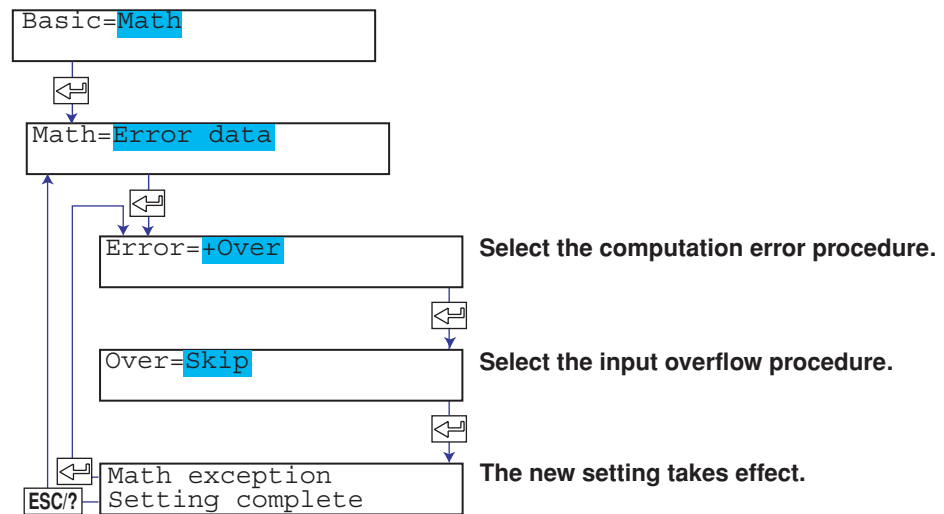 Basic=Math
Math=Error data
Error=+Over
Select the computation error procedure.
Over=Skip
Select the input overflow procedure.
Math exception
Setting complete
The new setting takes effect.
ESC/?